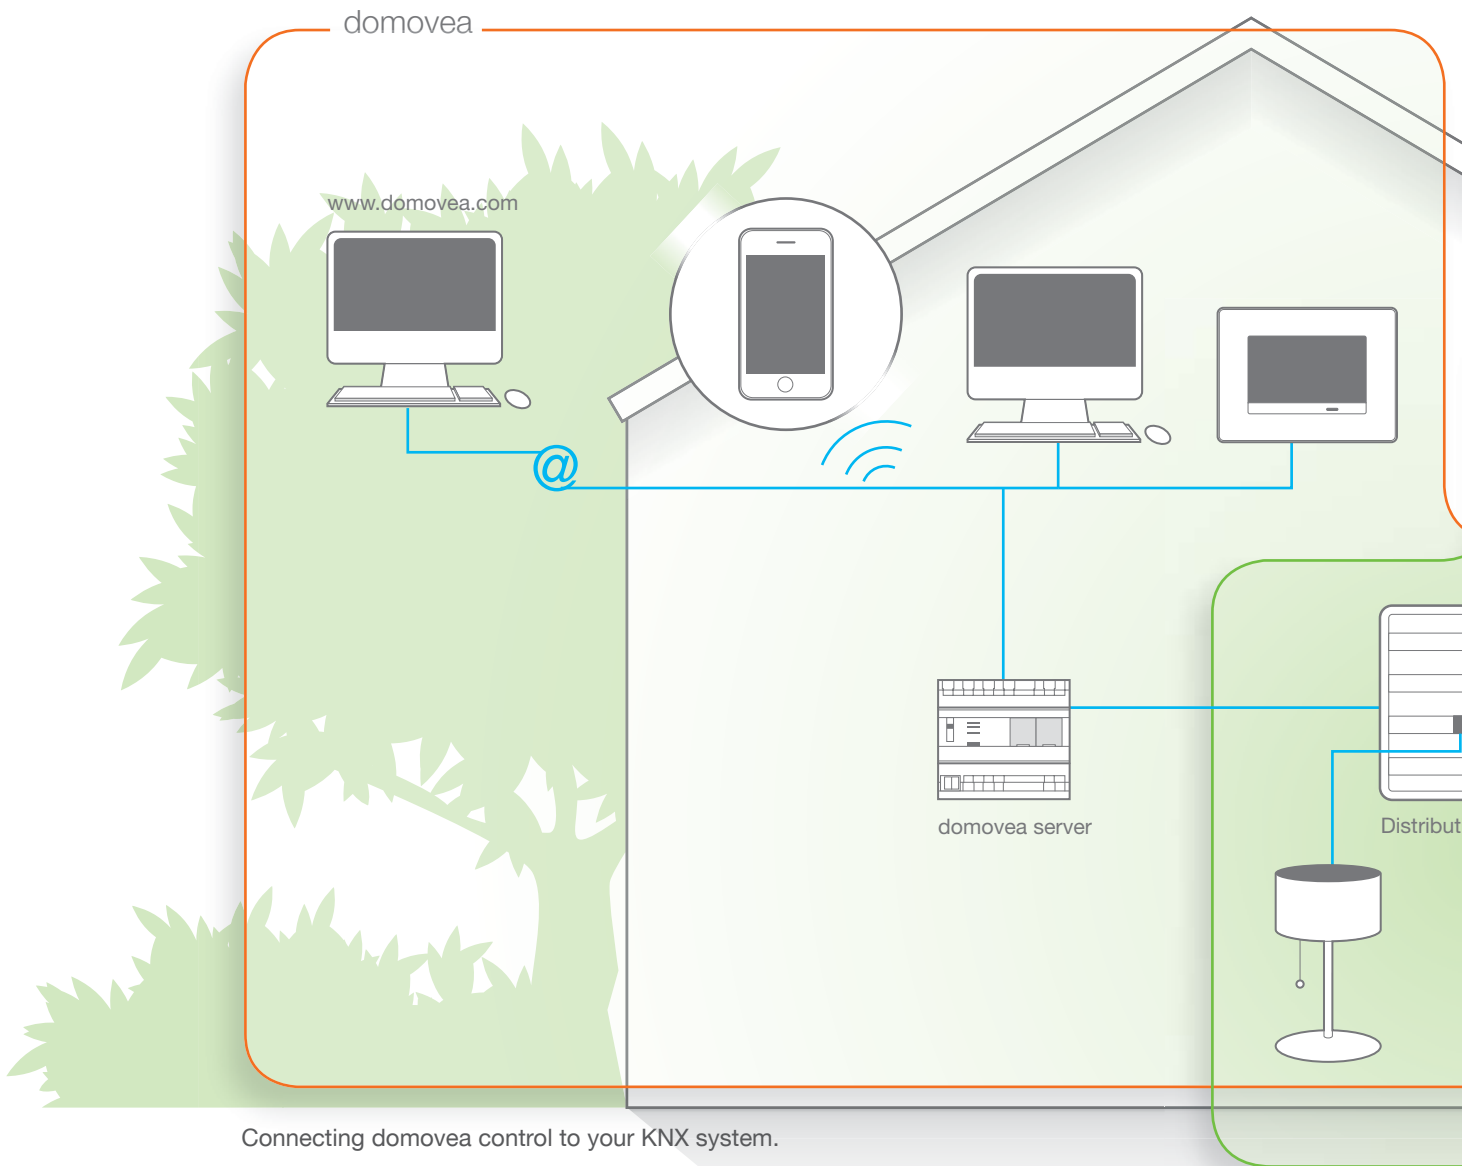 domovea
www.domovea.com
@
domovea server
Distribut
Connecting domovea control to your KNX system.